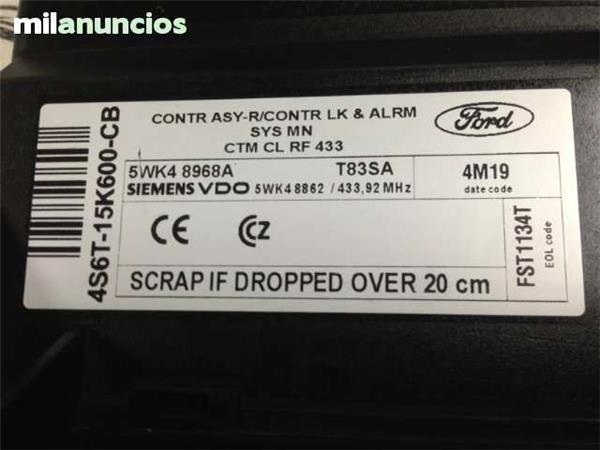 milanuncios
CONTR ASY-R/CONTR LK & ALRM
SYS MN
CTM CL RF 433
Ford
4S6T-15K600-CB
5WK4 8968A T83SA
SIEMENS VDO 5WK4 8862 / 433,92 MHz
4M19
date code
CE CCZ
FST1134T
EOL code
SCRAP IF DROPPED OVER 20 cm